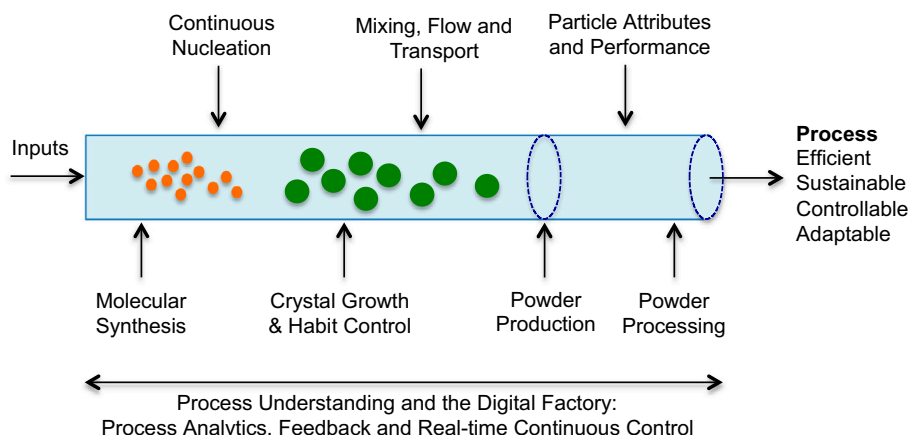 Continuous
Nucleation
Mixing, Flow and
Transport
Particle Attributes
and Performance
Inputs
Process
Efficient
Sustainable
Controllable
Adaptable
Molecular
Synthesis
Crystal Growth
& Habit Control
Powder
Production
Powder
Processing
Process Understanding and the Digital Factory:
Process Analytics, Feedback and Real-time Continuous Control